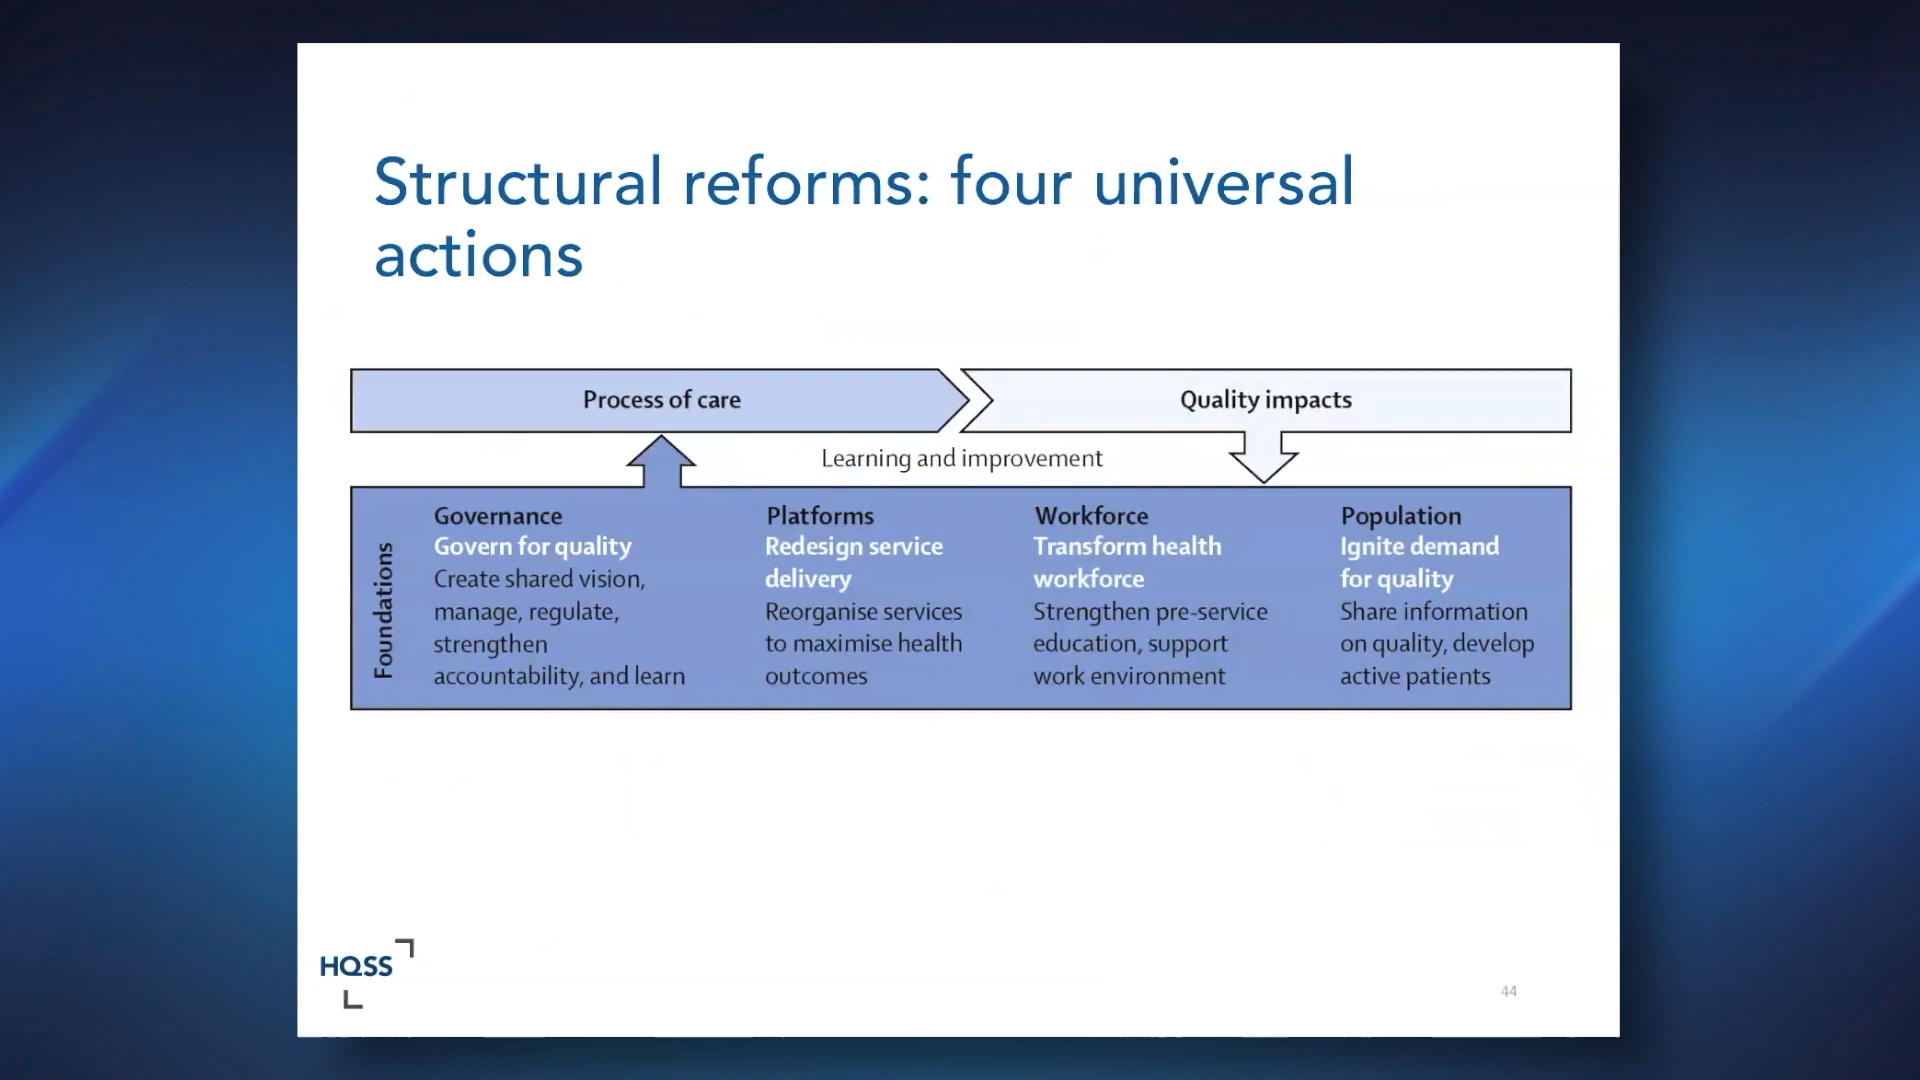 Structural reforms: four universal
actions
Process of care
Quality impacts
Learning and improvement
Foundations
Governance
Govern for quality
Create shared vision,
manage, regulate,
strengthen
accountability, and learn
Platforms
Redesign service
delivery
Reorganise services
to maximise health
outcomes
Workforce
Transform health
workforce
Strengthen pre-service
education, support
work environment
Population
Ignite demand
for quality
Share information
on quality, develop
active patients
HQSS
44